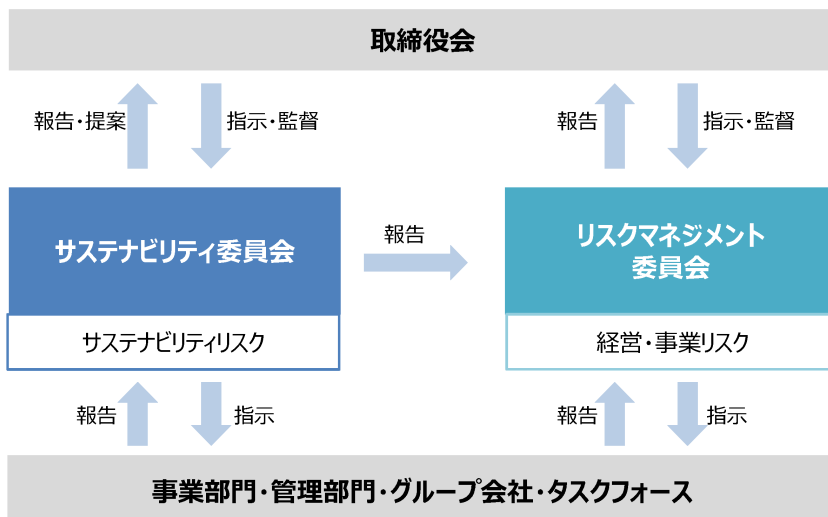 取締役会
報告・提案
指示・監督
報告
指示・監督
サステナビリティ委員会
報告
リスクマネジメント
委員会
サステナビリティリスク
経営・事業リスク
報告
指示
報告
指示
事業部門・管理部門・グループ会社・タスクフォース